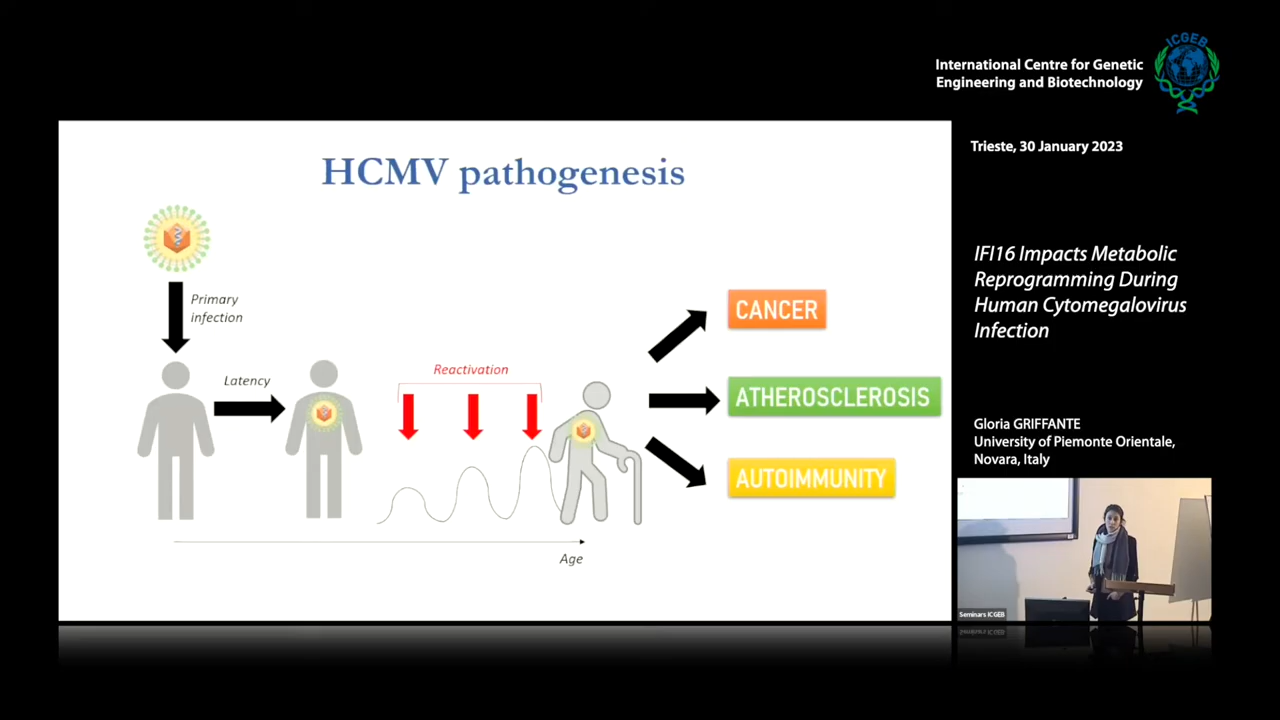 ICGEB
International Centre for Genetic
Engineering and Biotechnology
Trieste, 30 January 2023
HCMV pathogenesis
Primary
infection
Latency
Reactivation
Age
CANCER
ATHEROSCLEROSIS
AUTOIMMUNITY
IFI16 Impacts Metabolic
Reprogramming During
Human Cytomegalovirus
Infection
Gloria GRIFFANTE
University of Piemonte Orientale,
Novara, Italy
Seminars ICGEB